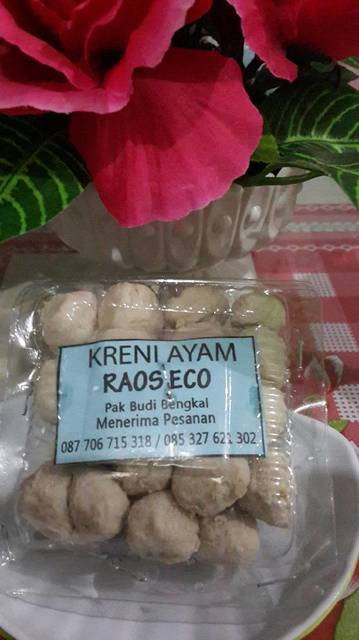 KRENI AYAM
RAOS ECO
Pak Budi Bengkal
Menerima Pesanan
087 706 715 318 / 085 327 621 302